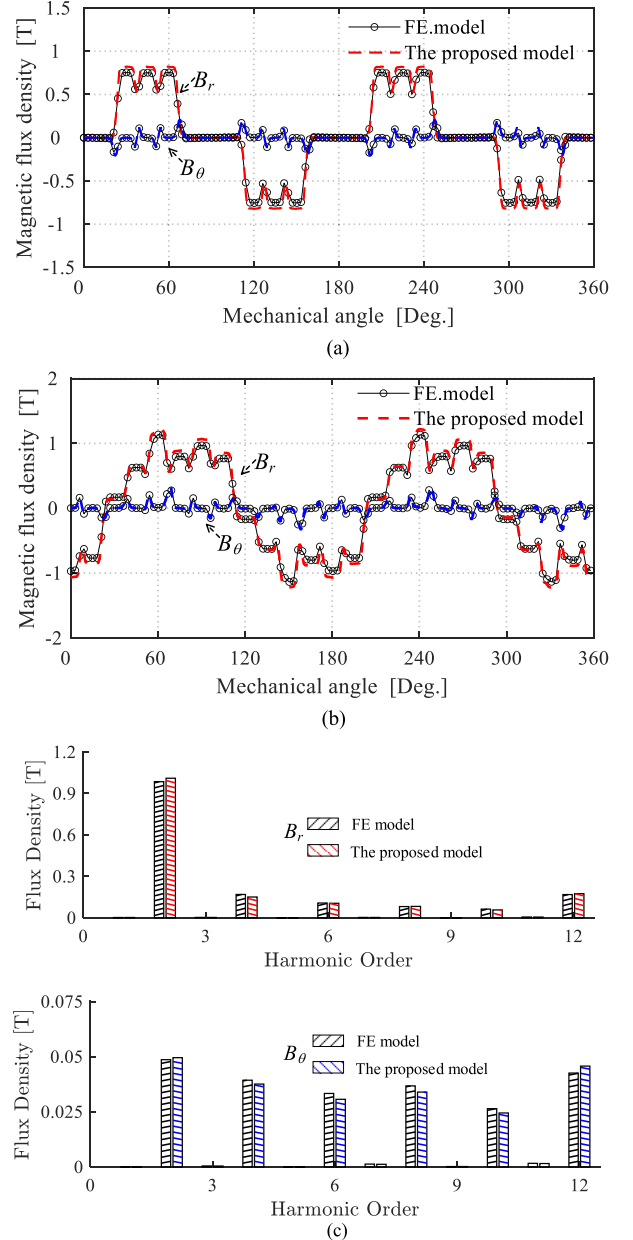 Magnetic flux density [T]
1.5
1
0.5
0
-0.5
-1
-1.5
FE.model
The proposed model
B_r
B_θ
0 60 120 180 240 300 360
Mechanical angle [Deg.]
(a)
Magnetic flux density [T]
2
1
0
-1
-2
FE.model
The proposed model
B_r
B_θ
0 60 120 180 240 300 360
Mechanical angle [Deg.]
(b)
Flux Density [T]
1.2
0.9
0.6
0.3
0
B_r
FE model
The proposed model
0 3 6 9 12
Harmonic Order
Flux Density [T]
0.075
0.05
0.025
0
B_θ
FE model
The proposed model
0 3 6 9 12
Harmonic Order
(c)